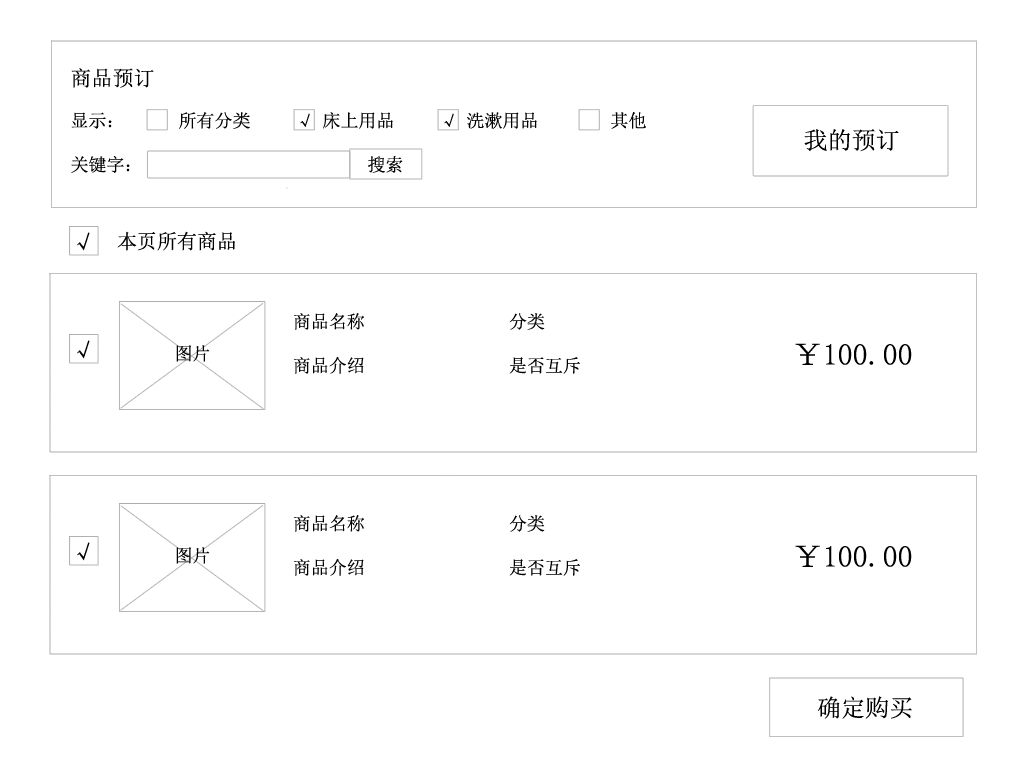 商品预订
显示： 所有分类 √ 床上用品 √ 洗漱用品 其他
关键字： 搜索
我的预订
√ 本页所有商品
√ 图片 商品名称 分类
商品介绍 是否互斥
￥100.00
√ 图片 商品名称 分类
商品介绍 是否互斥
￥100.00
确定购买